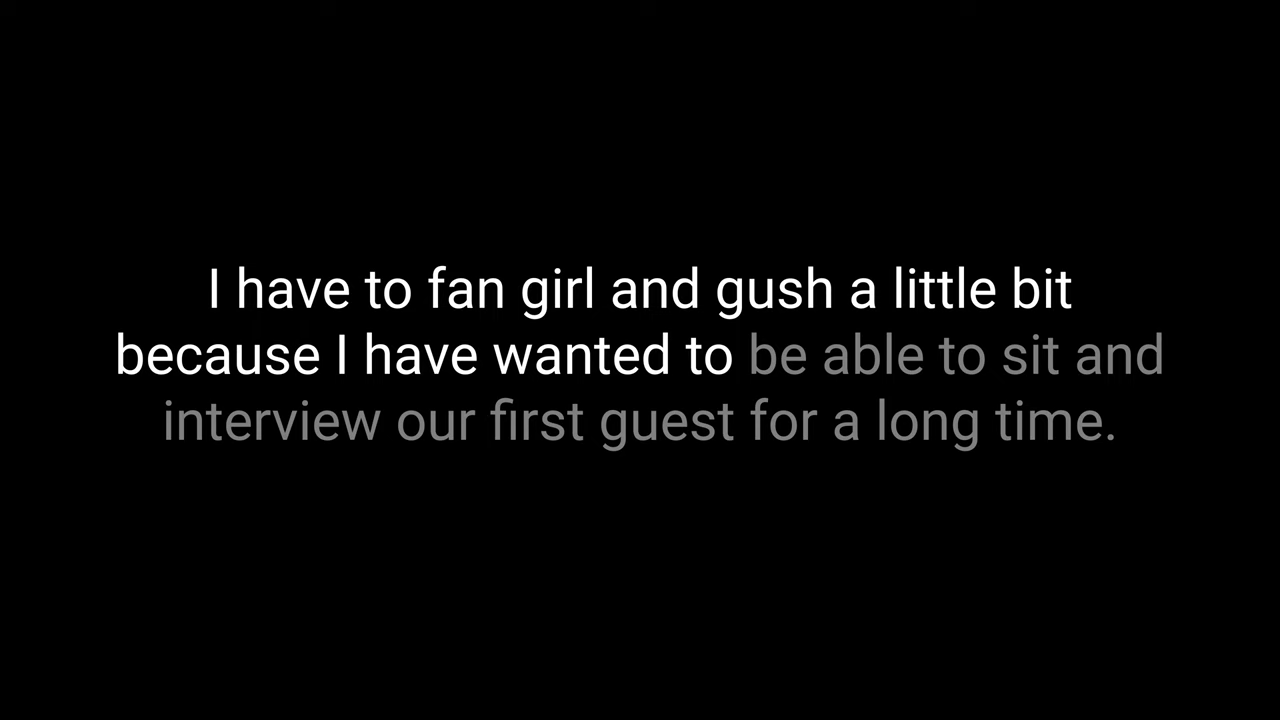 I have to fan girl and gush a little bit
because I have wanted to be able to sit and
interview our first guest for a long time.